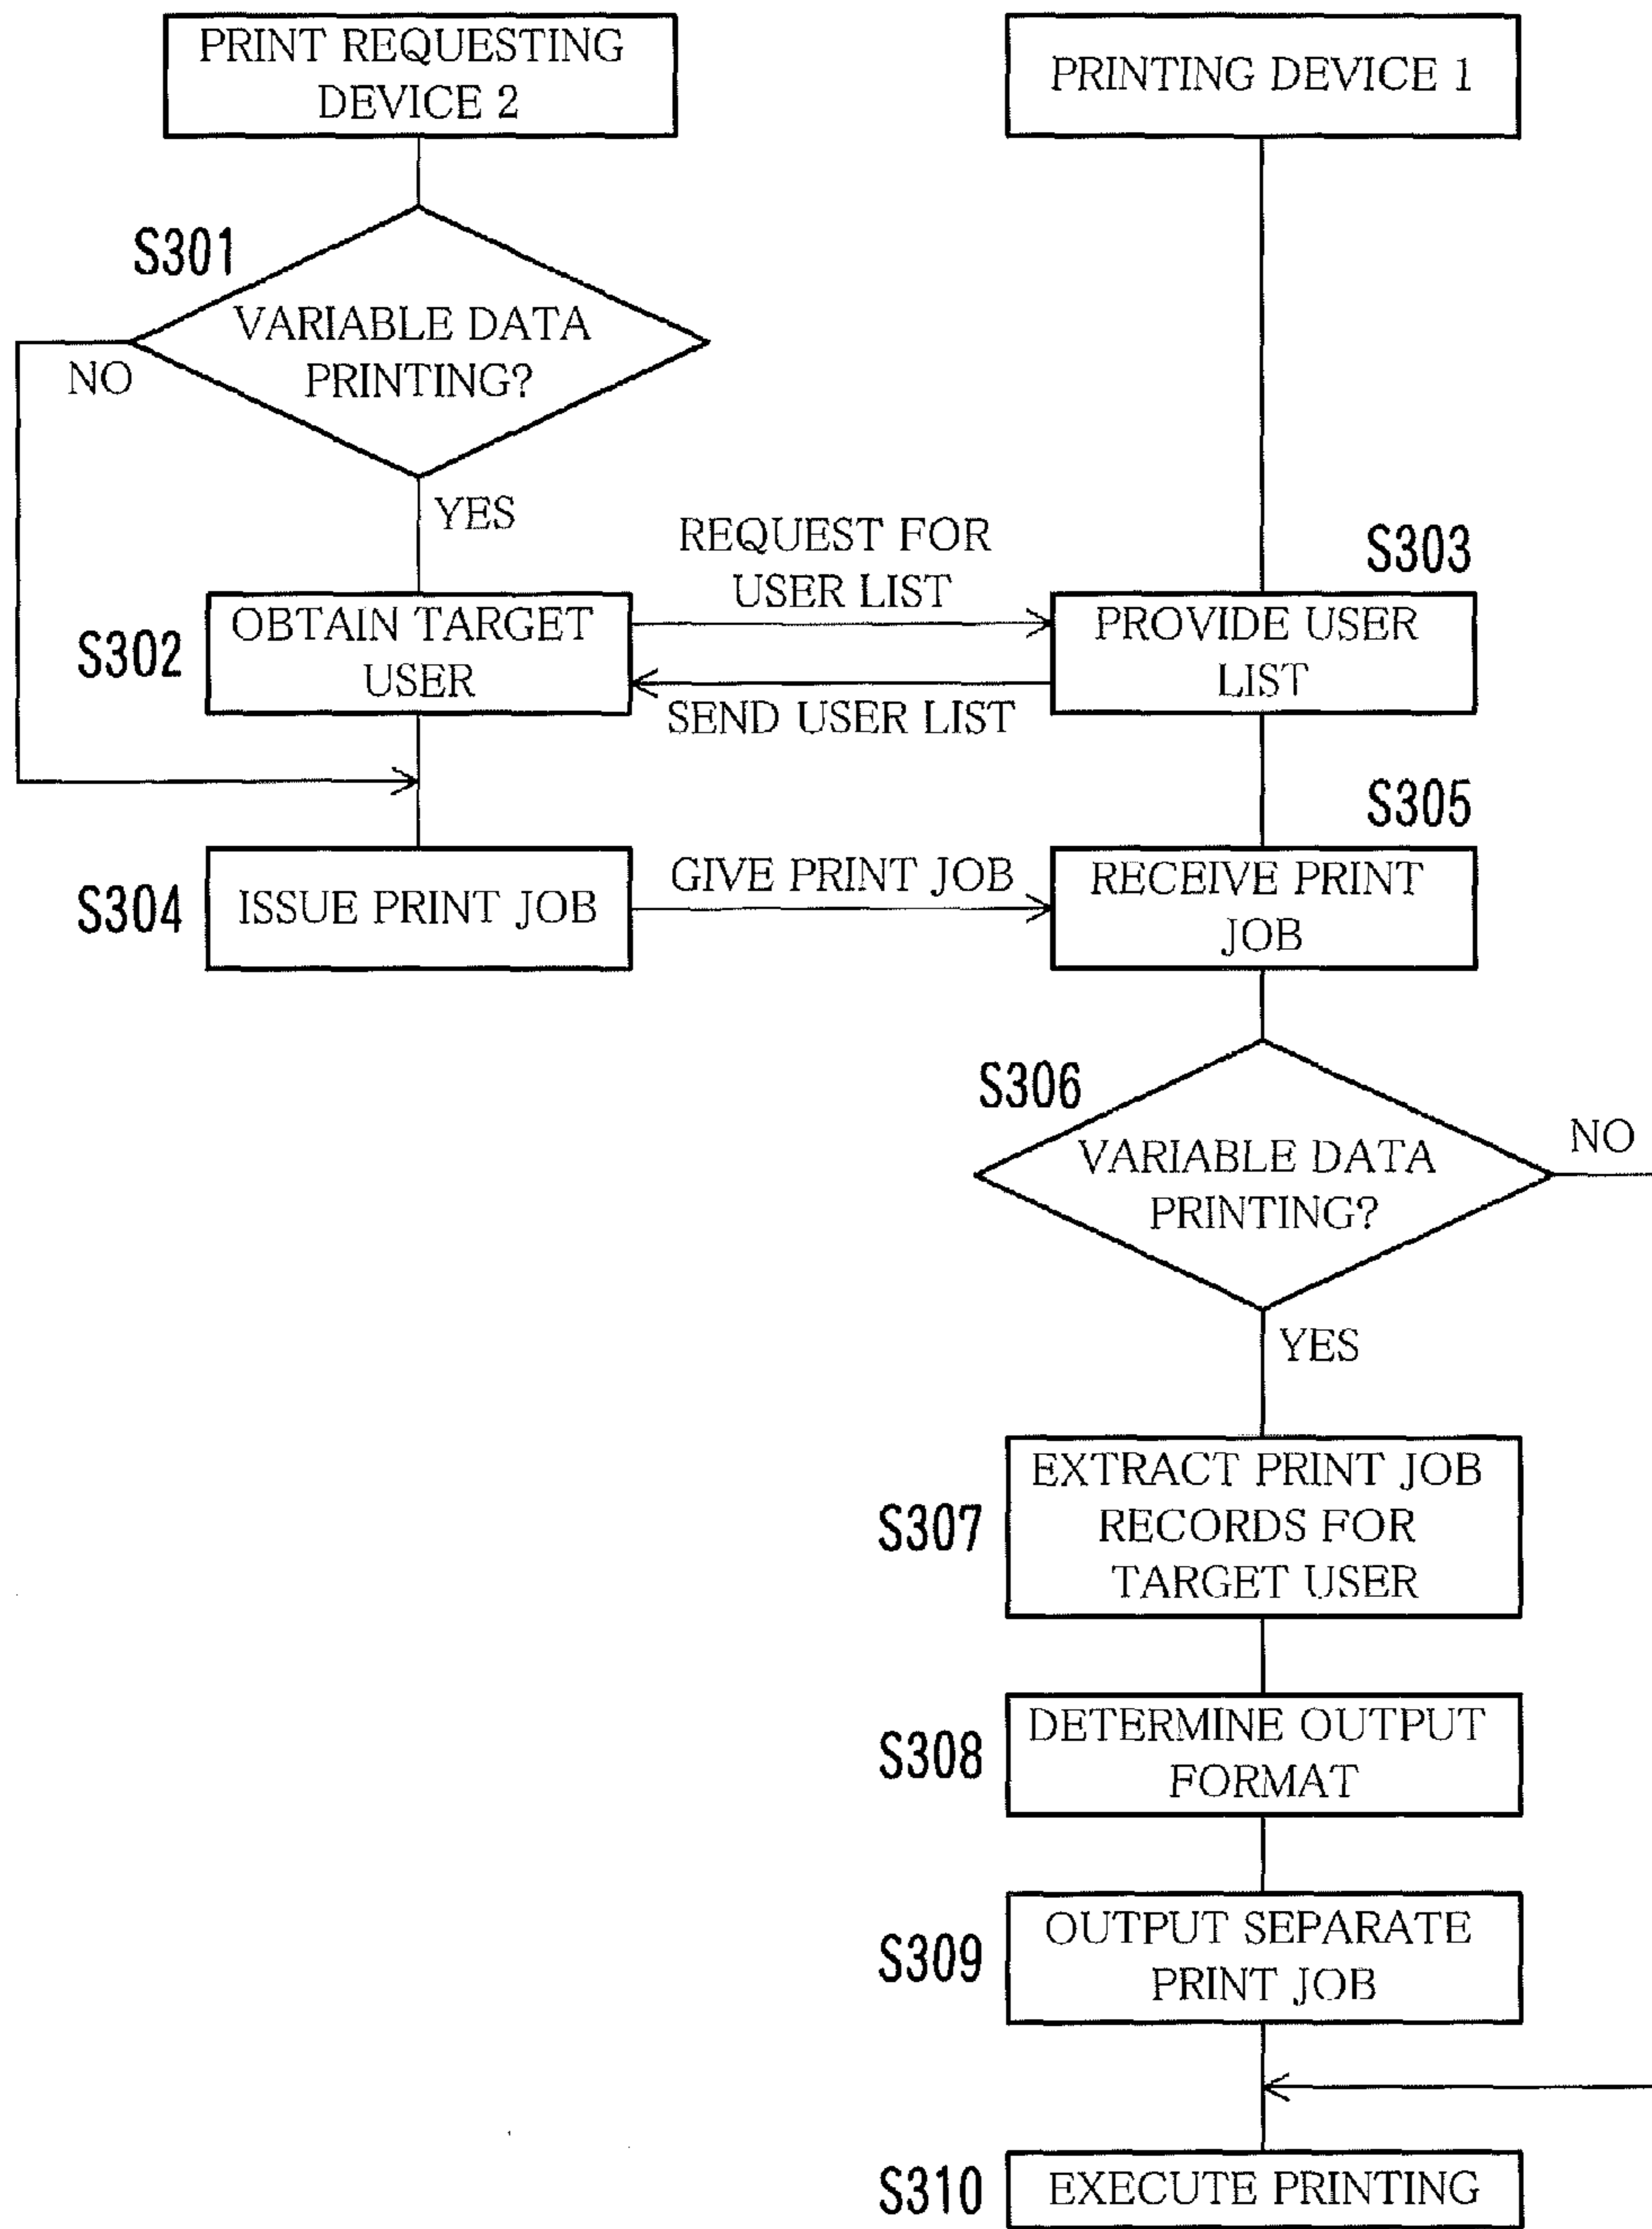 PRINT REQUESTING
DEVICE 2
PRINTING DEVICE 1
S301
VARIABLE DATA
PRINTING?
NO
YES
REQUEST FOR
USER LIST
S303
S302
OBTAIN TARGET
USER
PROVIDE USER
LIST
SEND USER LIST
S305
S304
ISSUE PRINT JOB
GIVE PRINT JOB
RECEIVE PRINT
JOB
S306
VARIABLE DATA
PRINTING?
NO
YES
S307
EXTRACT PRINT JOB
RECORDS FOR
TARGET USER
S308
DETERMINE OUTPUT
FORMAT
S309
OUTPUT SEPARATE
PRINT JOB
S310
EXECUTE PRINTING